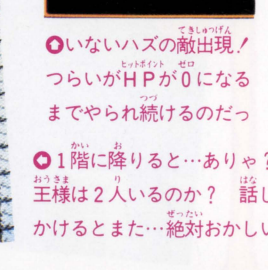 ⬆いないハズの敵出現！
つらいがHPが0になる
までやられ続けるのだっ
⬅1階に降りると…ありゃ？
王様は2人いるのか？　話し
かけるとまた…絶対おかしい